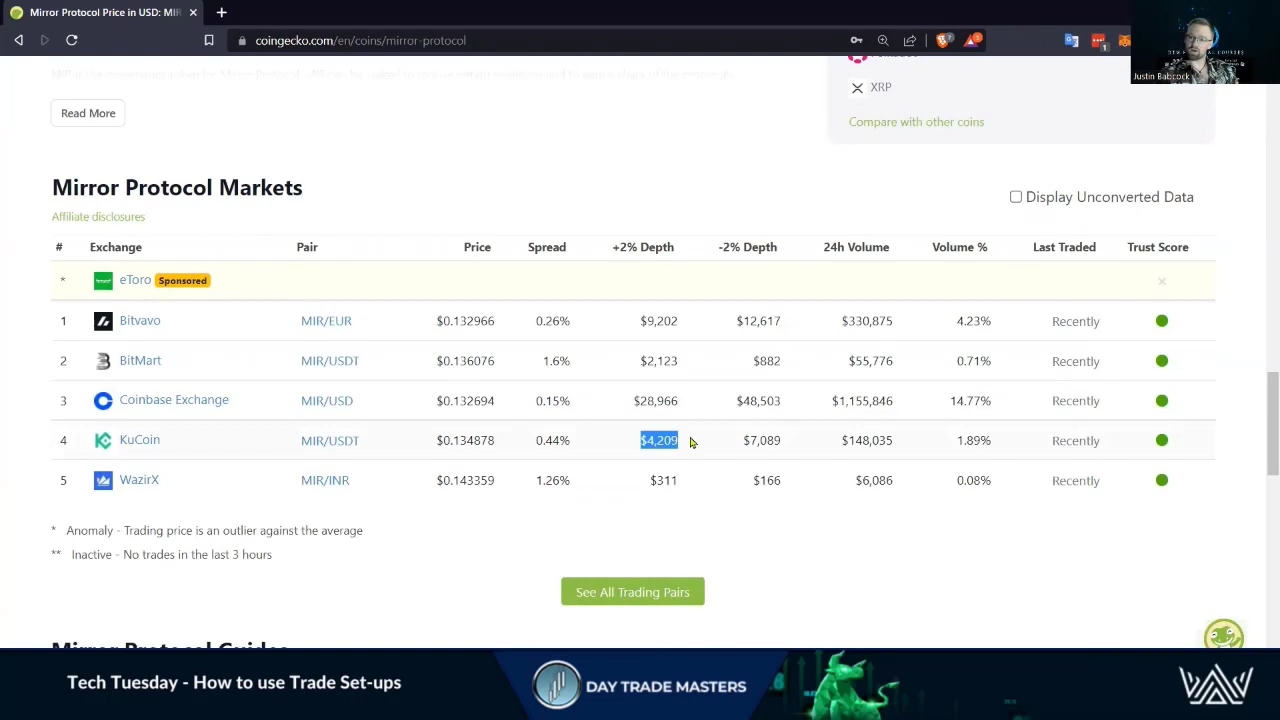 Mirror Protocol Price in USD: MIR
coingecko.com/en/coins/mirror-protocol
Justin Babcock
Read More
XRP
Compare with other coins
Mirror Protocol Markets
Display Unconverted Data
Affiliate disclosures
# Exchange Pair Price Spread +2% Depth -2% Depth 24h Volume Volume % Last Traded Trust Score
* eToro Sponsored
1 Bitvavo MIR/EUR $0.132966 0.26% $9,202 $12,617 $330,875 4.23% Recently
2 BitMart MIR/USDT $0.136076 1.6% $2,123 $882 $55,776 0.71% Recently
3 Coinbase Exchange MIR/USD $0.132694 0.15% $28,966 $48,503 $1,155,846 14.77% Recently
4 KuCoin MIR/USDT $0.134878 0.44% $4,209 $7,089 $148,035 1.89% Recently
5 WazirX MIR/INR $0.143359 1.26% $311 $166 $6,086 0.08% Recently
* Anomaly - Trading price is an outlier against the average
** Inactive - No trades in the last 3 hours
See All Trading Pairs
Mirror Protocol Guides
Tech Tuesday - How to use Trade Set-ups
DAY TRADE MASTERS